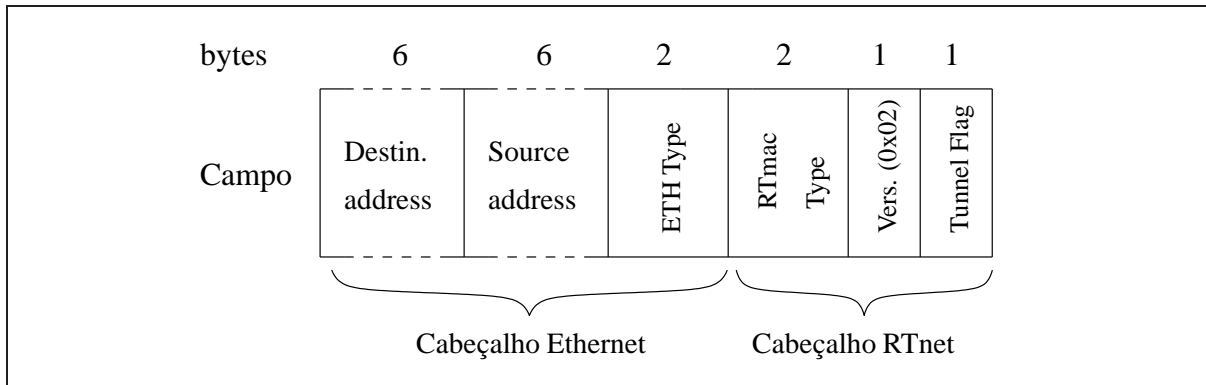 bytes 6 6 2 2 1 1
Campo
Destin.
address
Source
address
ETH Type
RTmac
Type
Vers. (0x02)
Tunnel Flag
Cabeçalho Ethernet
Cabeçalho RTnet